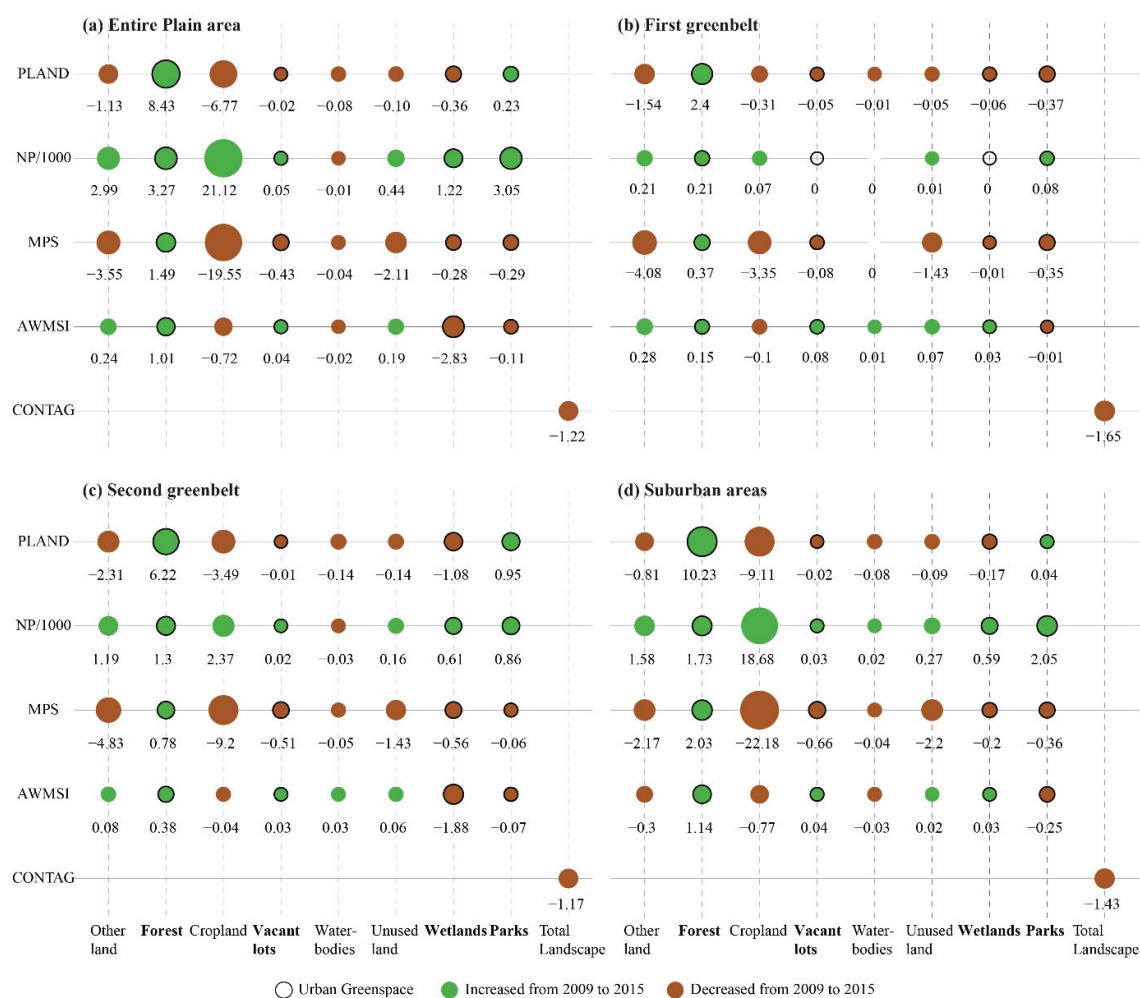 (a) Entire Plain area
PLAND
−1.13 8.43 −6.77 −0.02 −0.08 −0.10 −0.36 0.23
NP/1000
2.99 3.27 21.12 0.05 −0.01 0.44 1.22 3.05
MPS
−3.55 1.49 −19.55 −0.43 −0.04 −2.11 −0.28 −0.29
AWMSI
0.24 1.01 −0.72 0.04 −0.02 0.19 −2.83 −0.11
CONTAG
−1.22
(b) First greenbelt
−1.54 2.4 −0.31 −0.05 −0.01 −0.05 −0.06 −0.37
0.21 0.21 0.07 0 0 0.01 0 0.08
−4.08 0.37 −3.35 −0.08 0 −1.43 −0.01 −0.35
0.28 0.15 −0.1 0.08 0.01 0.07 0.03 −0.01
−1.65
(c) Second greenbelt
PLAND
−2.31 6.22 −3.49 −0.01 −0.14 −0.14 −1.08 0.95
NP/1000
1.19 1.3 2.37 0.02 −0.03 0.16 0.61 0.86
MPS
−4.83 0.78 −9.2 −0.51 −0.05 −1.43 −0.56 −0.06
AWMSI
0.08 0.38 −0.04 0.03 0.03 0.06 −1.88 −0.07
CONTAG
−1.17
(d) Suburban areas
−0.81 10.23 −9.11 −0.02 −0.08 −0.09 −0.17 0.04
1.58 1.73 18.68 0.03 0.02 0.27 0.59 2.05
−2.17 2.03 −22.18 −0.66 −0.04 −2.2 −0.2 −0.36
−0.3 1.14 −0.77 0.04 −0.03 0.02 0.03 −0.25
−1.43
Other Forest Cropland Vacant Water- Unused Wetlands Parks Total
land lots bodies land Landscape
Other Forest Cropland Vacant Water- Unused Wetlands Parks Total
land lots bodies land Landscape
Urban Greenspace Increased from 2009 to 2015 Decreased from 2009 to 2015